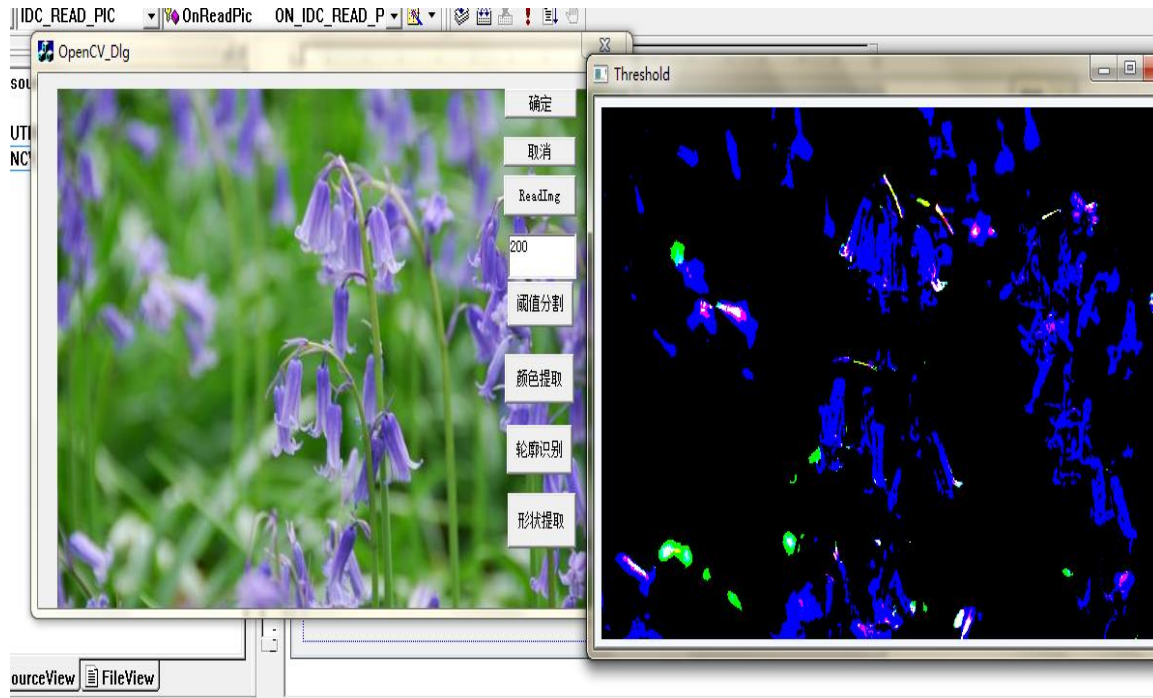 IDC_READ_PIC OnReadPic ON_IDC_READ_P
OpenCV_Dlg
Threshold
sou
UTI
NCV
确定
取消
ReadImg
200
阈值分割
颜色提取
轮廓识别
形状提取
ourceView FileView